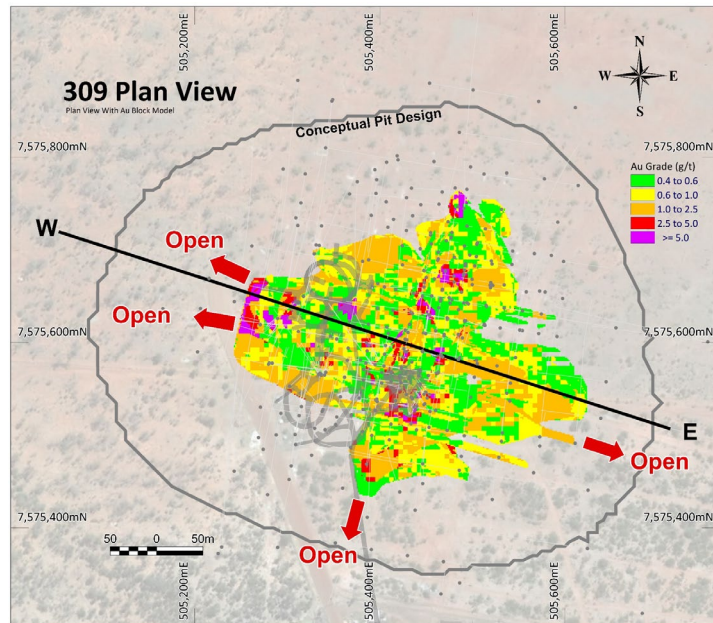 505,200mE
505,400mE
505,600mE
N
W
E
S
309 Plan View
Plan View With Au Block Model
Conceptual Pit Design
7,575,800mN
7,575,800mN
Au Grade (g/t)
0.4 to 0.6
0.6 to 1.0
1.0 to 2.5
2.5 to 5.0
>= 5.0
W
Open
Open
7,575,600mN
7,575,600mN
E
Open
7,575,400mN
7,575,400mN
50 0 50m
Open
505,200mE
505,400mE
505,600mE